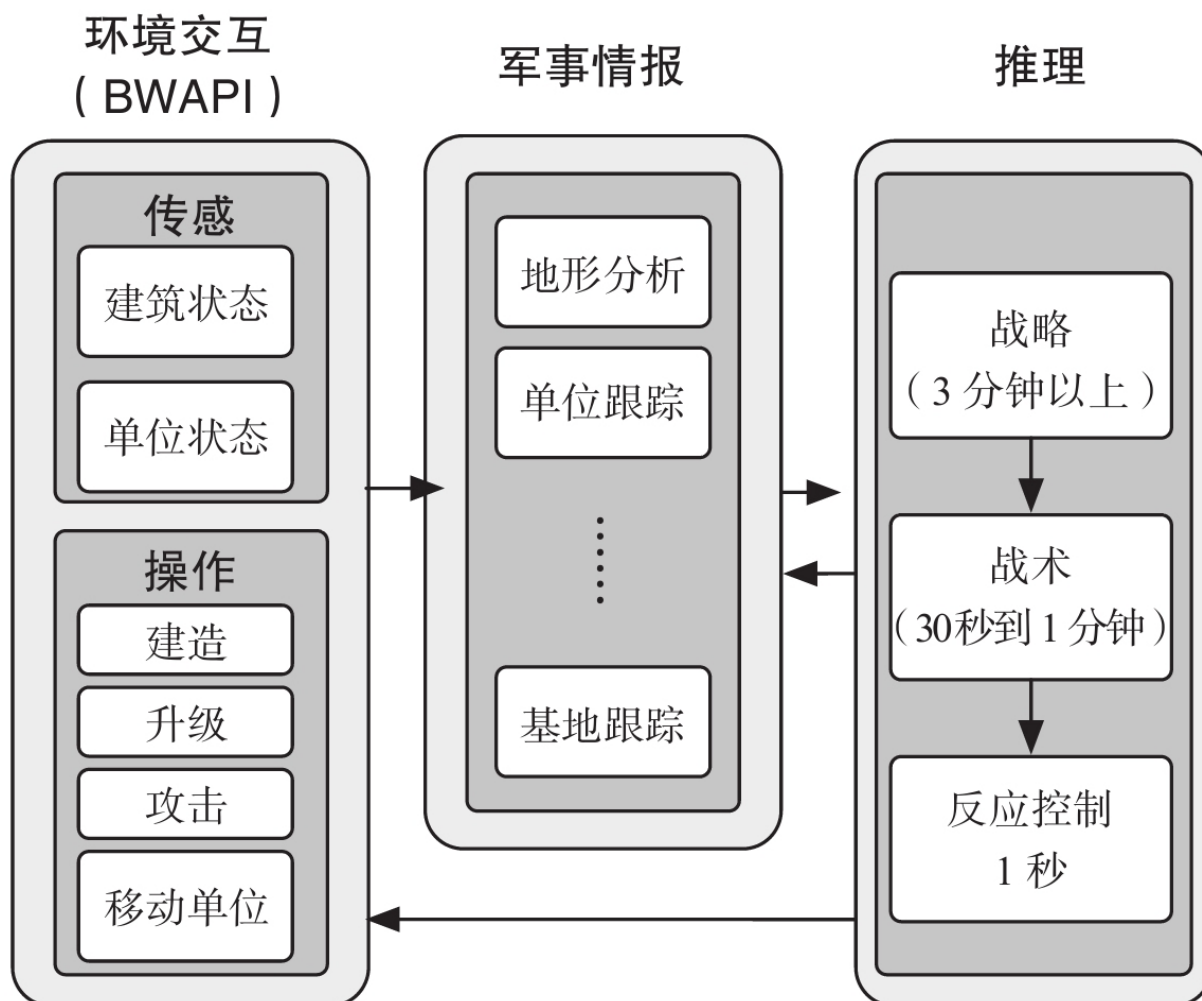 环境交互
（BWAPI）
传感
建筑状态
单位状态
操作
建造
升级
攻击
移动单位
军事情报
地形分析
单位跟踪
……
基地跟踪
推理
战略
（3 分钟以上）
战术
（30秒到 1 分钟）
反应控制
1 秒